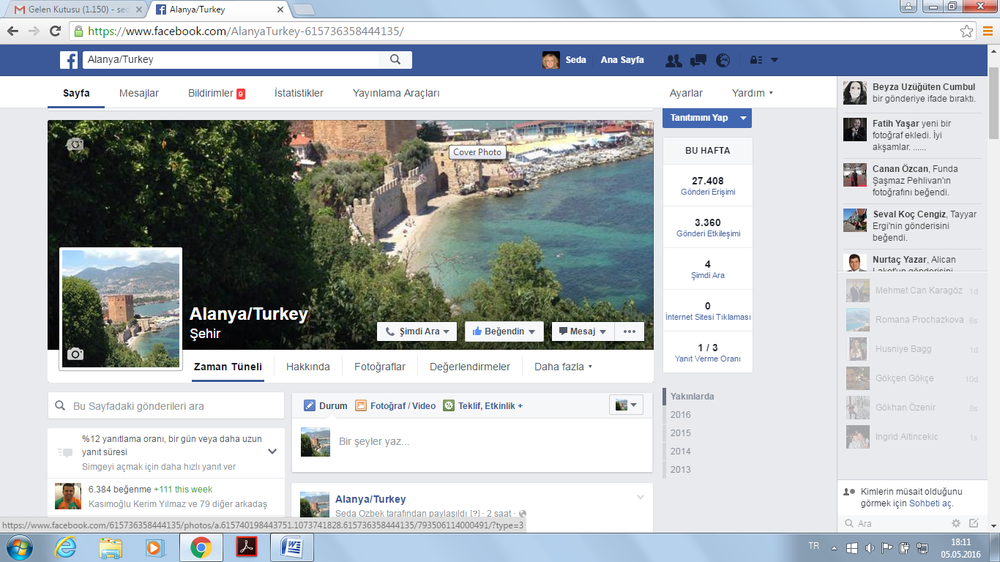 Gelen Kutusu (1.150) - sed
Alanya/Turkey
https://www.facebook.com/AlanyaTurkey-615736358444135/
Alanya/Turkey
Seda
Ana Sayfa
Sayfa
Mesajlar
Bildirimler 9
İstatistikler
Yayınlama Araçları
Ayarlar
Yardım
Tanıtımını Yap
Cover Photo
Alanya/Turkey
Şehir
Şimdi Ara
Beğendin
Mesaj
Zaman Tüneli
Hakkında
Fotoğraflar
Değerlendirmeler
Daha fazla
BU HAFTA
27.408
Gönderi Erişimi
3.360
Gönderi Etkileşimi
4
Şimdi Ara
0
İnternet Sitesi Tıklaması
1 / 3
Yanıt Verme Oranı
Yakınlarda
2016
2015
2014
2013
Bu Sayfadaki gönderileri ara
%12 yanıtlama oranı, bir gün veya daha uzun
yanıt süresi
Simgeyi açmak için daha hızlı yanıt ver
6.384 beğenme +111 this week
Kasımoğlu Kerim Yılmaz ve 79 diğer arkadaş
Durum
Fotoğraf / Video
Teklif, Etkinlik +
Bir şeyler yaz...
Alanya/Turkey
Seda Özbek tarafından paylaşıldı [?] · 2 saat ·
Beyza Uzüğüten Cumbul
bir gönderiye ifade bıraktı.
Fatih Yaşar yeni bir
fotoğraf ekledi. İyi
akşamlar. ......
Canan Özcan, Funda
Şaşmaz Pehlivan'ın
fotoğrafını beğendi.
Seval Koç Cengiz, Tayyar
Ergi'nin gönderisini
beğendi.
Nurtaç Yazar, Alican
Laket'un gönderisini
Mehmet Can Karagöz 1d
Romana Prochazkova 6s
Husniye Bagg 1d
Gökçen Gökçe 10d
Gökhan Özenir 8s
Ingrid Altincekic 1s
Kimlerin müsait olduğunu
görmek için Sohbeti aç.
Ara
https://www.facebook.com/615736358444135/photos/a.615740198443751.1073741828.615736358444135/793506114000491/?type=3
TR
18:11
05.05.2016